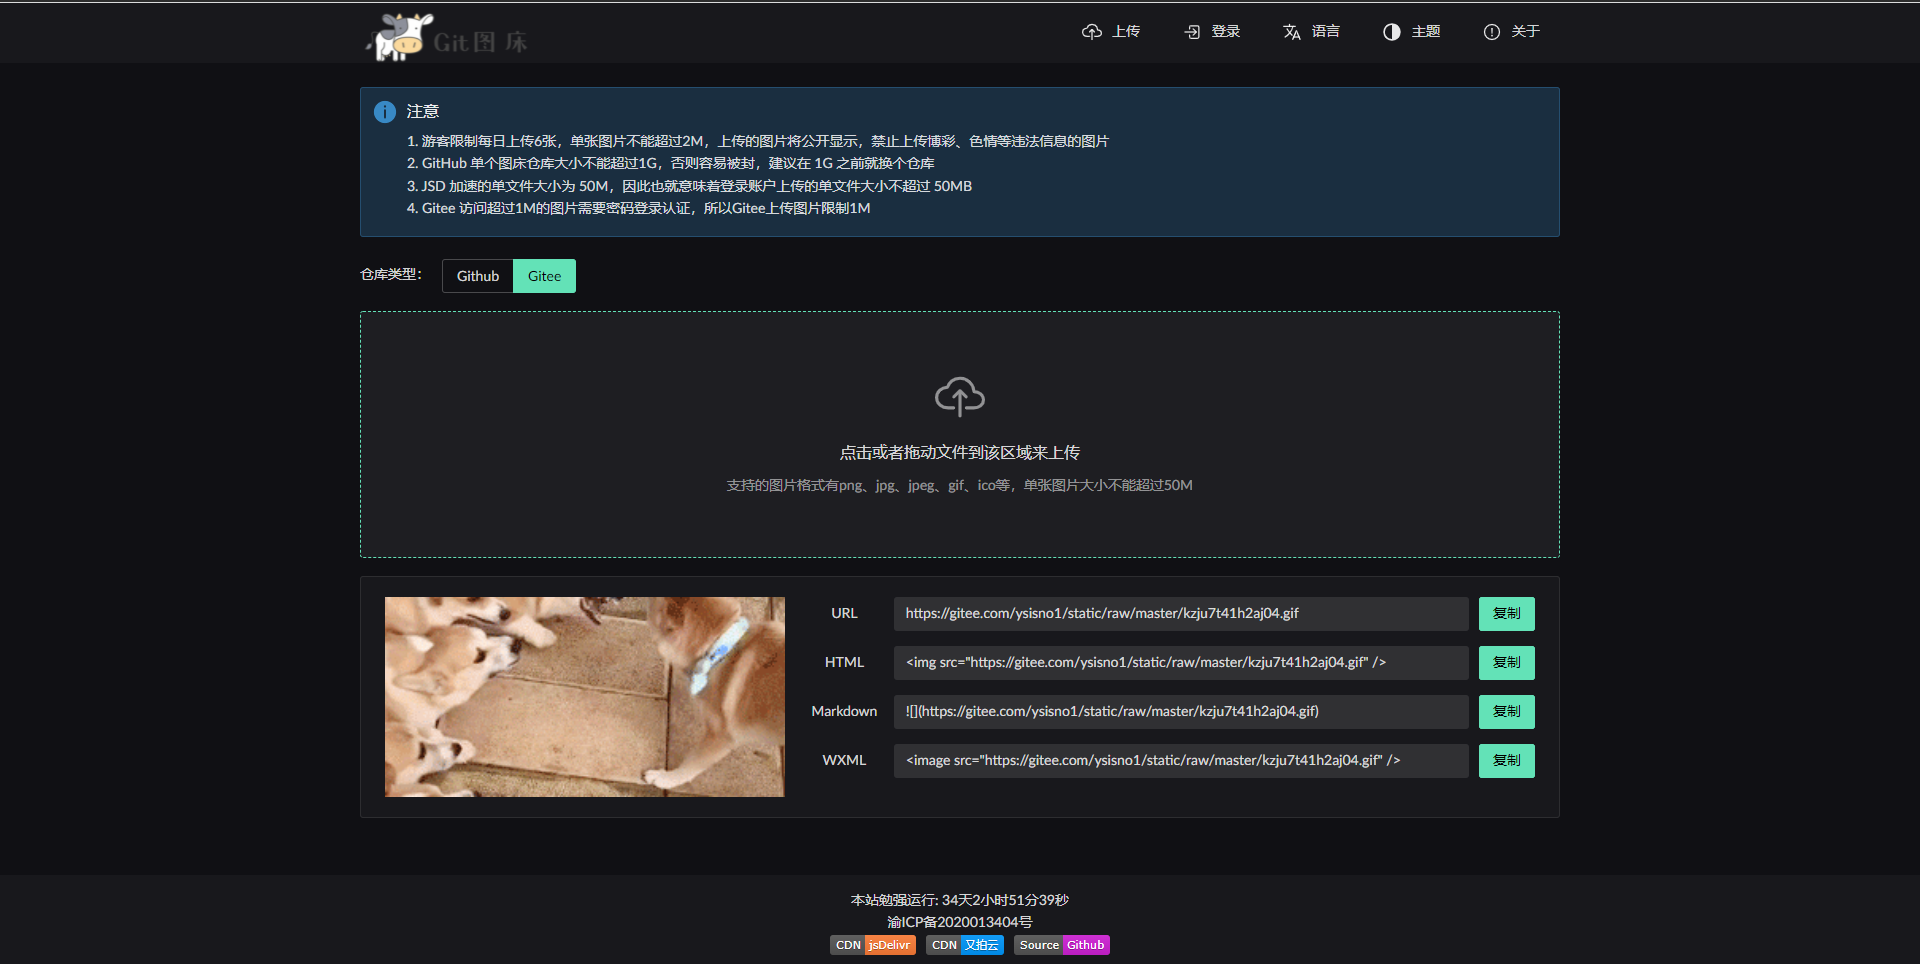 Git图床
上传
登录
语言
主题
关于
注意
1. 游客限制每日上传6张，单张图片不能超过2M，上传的图片将公开显示，禁止上传博彩、色情等违法信息的图片
2. GitHub 单个图床仓库大小不能超过1G，否则容易被封，建议在 1G 之前就换个仓库
3. JSD 加速的单文件大小为 50M，因此也就意味着登录账户上传的单文件大小不超过 50MB
4. Gitee 访问超过1M的图片需要密码登录认证，所以Gitee上传图片限制1M
仓库类型：
Github
Gitee
点击或者拖动文件到该区域来上传
支持的图片格式有png、jpg、jpeg、gif、ico等，单张图片大小不能超过50M
URL
https://gitee.com/ysisno1/static/raw/master/kzju7t41h2aj04.gif
复制
HTML
<img src="https://gitee.com/ysisno1/static/raw/master/kzju7t41h2aj04.gif" />
复制
Markdown
![](https://gitee.com/ysisno1/static/raw/master/kzju7t41h2aj04.gif)
复制
WXML
<image src="https://gitee.com/ysisno1/static/raw/master/kzju7t41h2aj04.gif" />
复制
本站勉强运行: 34天2小时51分39秒
渝ICP备2020013404号
CDN jsDelivr
CDN 又拍云
Source Github